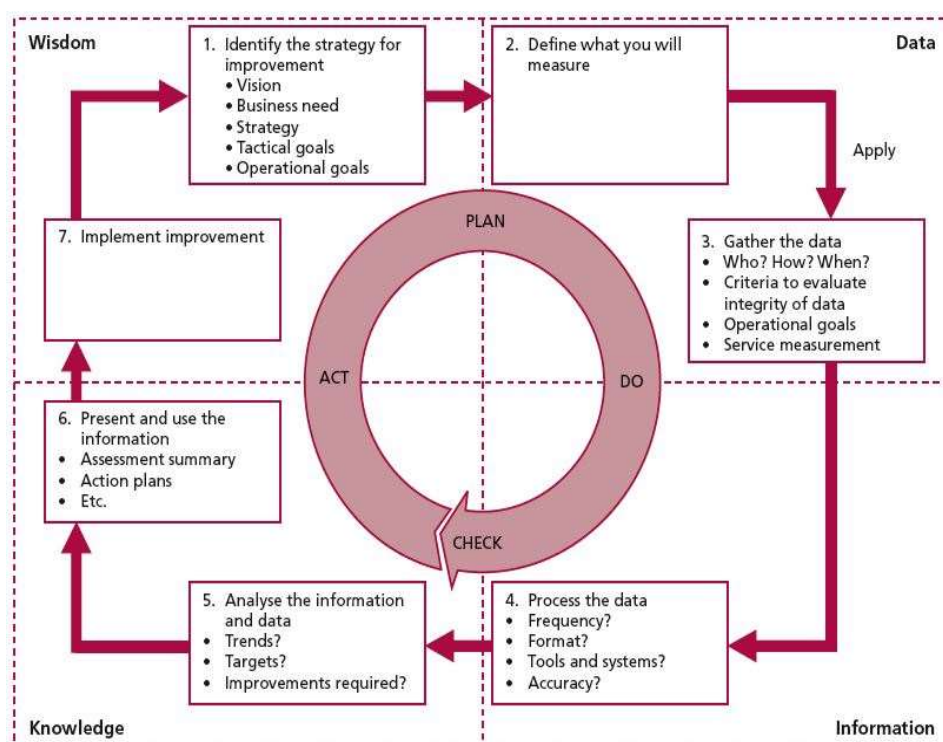 Wisdom
Data
1. Identify the strategy for
improvement
• Vision
• Business need
• Strategy
• Tactical goals
• Operational goals
2. Define what you will
measure
Apply
3. Gather the data
• Who? How? When?
• Criteria to evaluate
integrity of data
• Operational goals
• Service measurement
4. Process the data
• Frequency?
• Format?
• Tools and systems?
• Accuracy?
5. Analyse the information
and data
• Trends?
• Targets?
• Improvements required?
6. Present and use the
information
• Assessment summary
• Action plans
• Etc.
7. Implement improvement
PLAN
DO
CHECK
ACT
Knowledge
Information